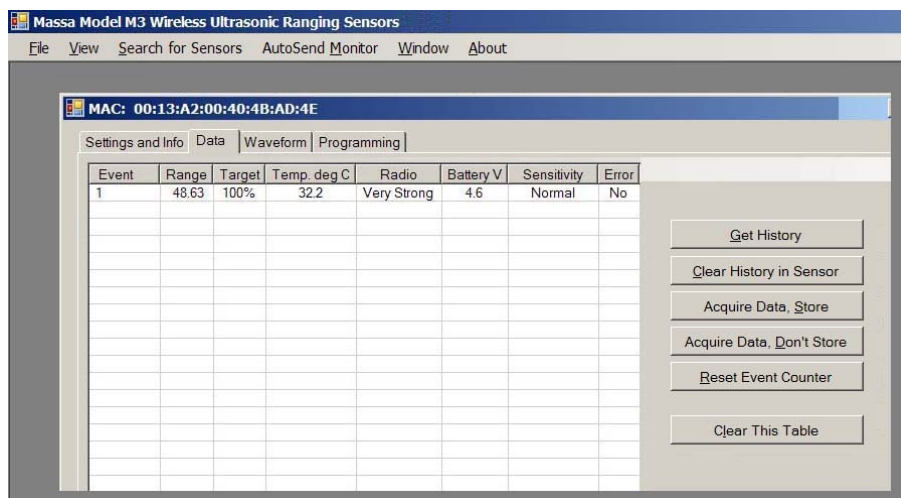 Massa Model M3 Wireless Ultrasonic Ranging Sensors
File View Search for Sensors AutoSend Monitor Window About
MAC: 00:13:A2:00:40:4B:AD:4E
Settings and Info Data Waveform Programming
Event Range Target Temp. deg C Radio Battery V Sensitivity Error
1 48.63 100% 32.2 Very Strong 4.6 Normal No
Get History
Clear History in Sensor
Acquire Data, Store
Acquire Data, Don't Store
Reset Event Counter
Clear This Table